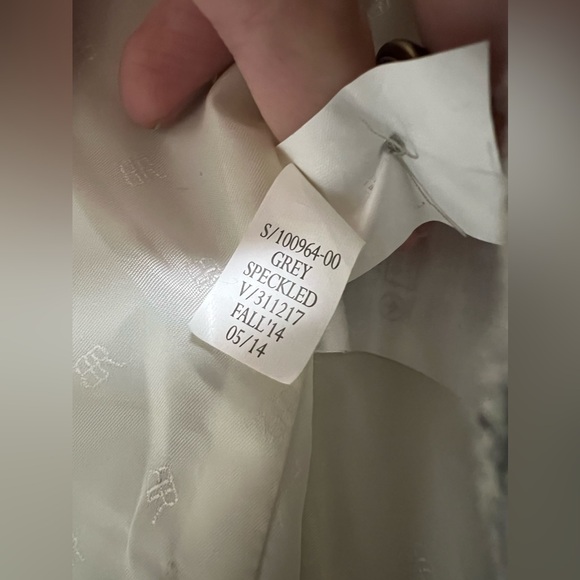 S/100964-00
GREY
SPECKLED
V/311217
FALL'14
05/14